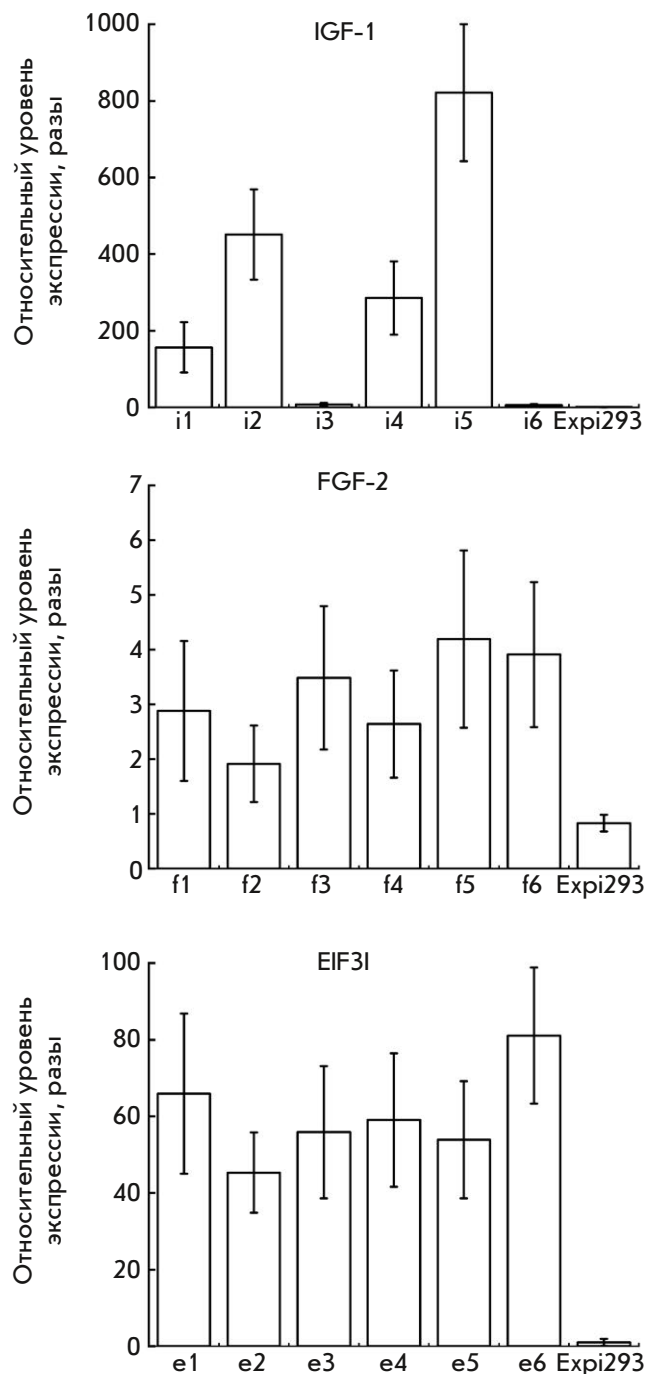 IGF-1
Относительный уровень
экспрессии, разы
1000
800
600
400
200
0
i1 i2 i3 i4 i5 i6 Expi293
FGF-2
Относительный уровень
экспрессии, разы
7
6
5
4
3
2
1
0
f1 f2 f3 f4 f5 f6 Expi293
EIF3I
Относительный уровень
экспрессии, разы
100
80
60
40
20
0
e1 e2 e3 e4 e5 e6 Expi293